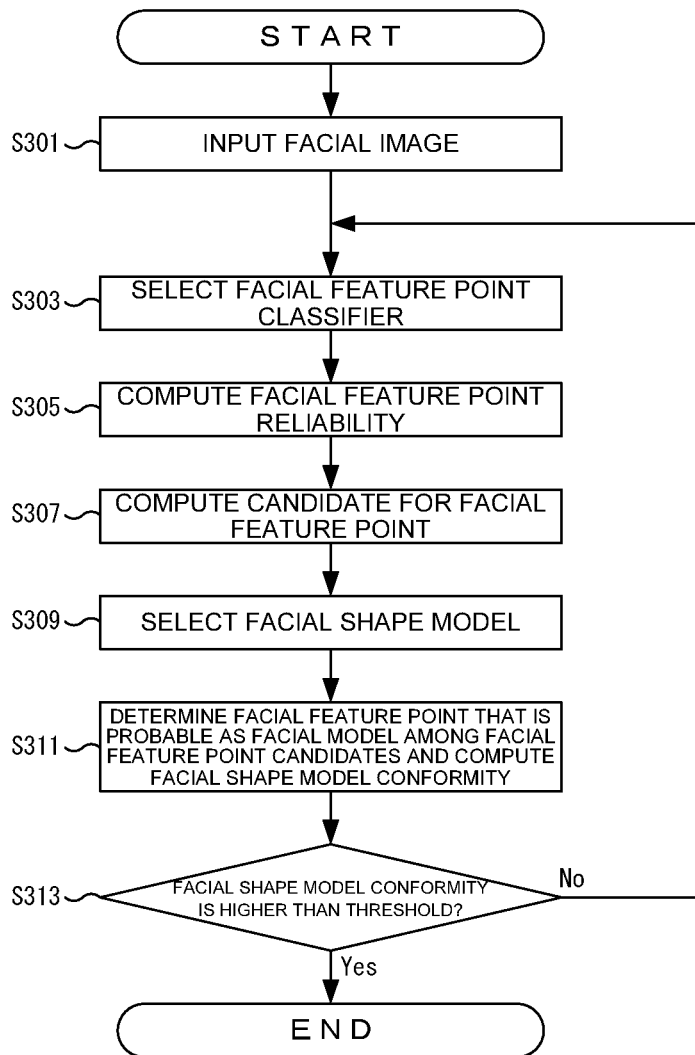 START
S301
INPUT FACIAL IMAGE
S303
SELECT FACIAL FEATURE POINT
CLASSIFIER
S305
COMPUTE FACIAL FEATURE POINT
RELIABILITY
S307
COMPUTE CANDIDATE FOR FACIAL
FEATURE POINT
S309
SELECT FACIAL SHAPE MODEL
S311
DETERMINE FACIAL FEATURE POINT THAT IS
PROBABLE AS FACIAL MODEL AMONG FACIAL
FEATURE POINT CANDIDATES AND COMPUTE
FACIAL SHAPE MODEL CONFORMITY
S313
FACIAL SHAPE MODEL CONFORMITY
IS HIGHER THAN THRESHOLD?
No
Yes
END